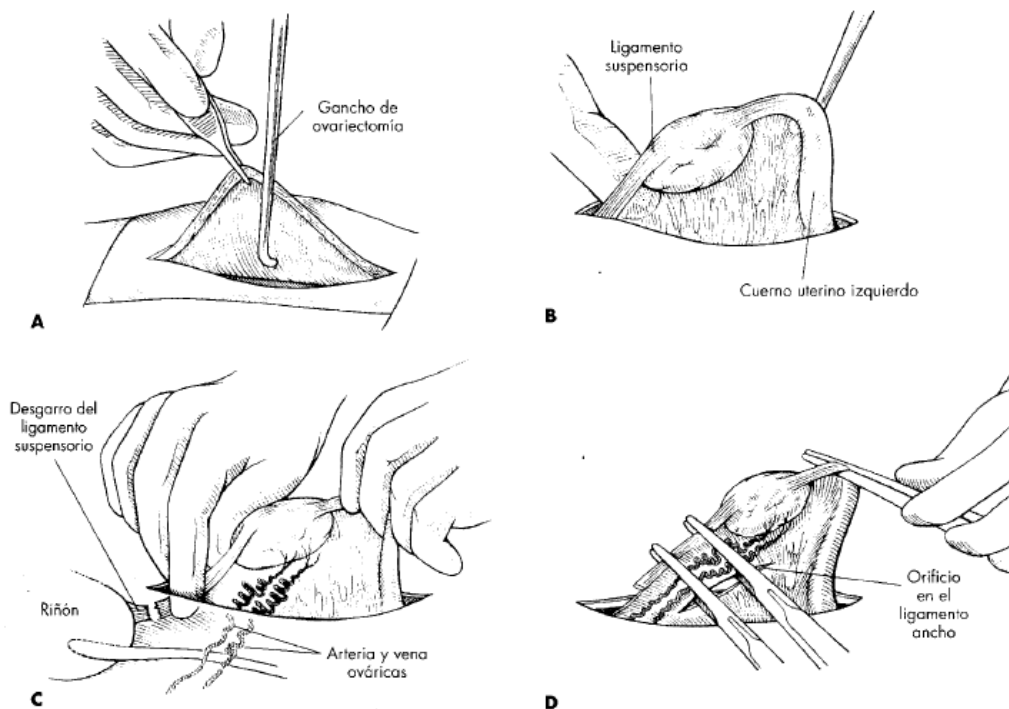 Gancho de
ovariectomía
A
Ligamento
suspensoria
Cuerno uterino izquierdo
B
Desgarro del
ligamento
suspensorio
Riñón
Arteria y vena
ováricas
C
Orificio
en el
ligamento
ancho
D